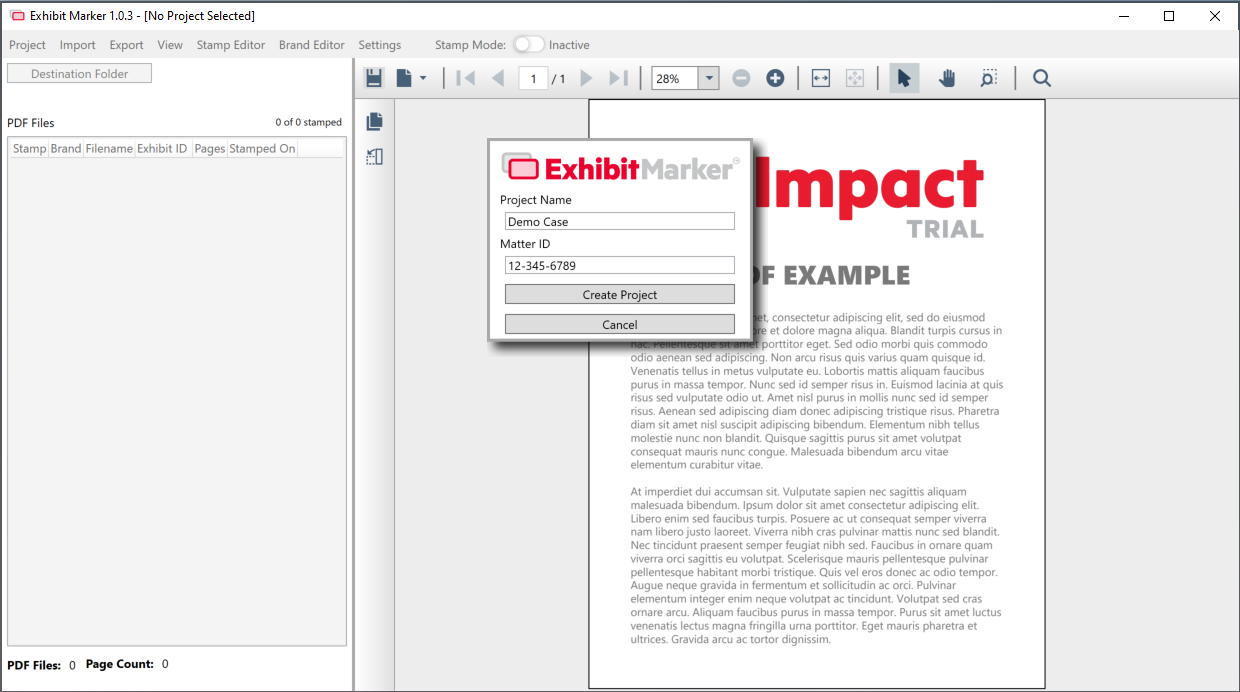 Exhibit Marker 1.0.3 - [No Project Selected]
Project Import Export View Stamp Editor Brand Editor Settings Stamp Mode: Inactive
Destination Folder
1 / 1 28%
PDF Files 0 of 0 stamped
Stamp Brand Filename Exhibit ID Pages Stamped On
ExhibitMarker
Project Name
Demo Case
Matter ID
12-345-6789
Create Project
Cancel
Impact
TRIAL
EXAMPLE
consectetur adipiscing elit, sed do eiusmod
et dolore magna aliqua. Blandit turpis cursus in
hac. Pellentesque sit amet porttitor eget. Sed odio morbi quis commodo
odio aenean sed adipiscing. Non arcu risus quis varius quam quisque id.
Venenatis tellus in metus vulputate eu. Lobortis mattis aliquam faucibus
purus in massa tempor. Nunc sed id semper risus in. Euismod lacinia at quis
risus sed vulputate odio ut. Amet nisl purus in mollis nunc sed id semper
risus. Aenean sed adipiscing diam donec adipiscing tristique risus. Pharetra
diam sit amet nisl suscipit adipiscing bibendum. Elementum nibh tellus
molestie nunc non blandit. Quisque sagittis purus sit amet volutpat
consequat mauris nunc congue. Malesuada bibendum arcu vitae
elementum curabitur vitae.
At imperdiet dui accumsan sit. Vulputate sapien nec sagittis aliquam
malesuada bibendum. Ipsum dolor sit amet consectetur adipiscing elit.
Libero enim sed faucibus turpis. Posuere ac ut consequat semper viverra
nam libero justo laoreet. Viverra nibh cras pulvinar mattis nunc sed blandit.
Nec tincidunt praesent semper feugiat nibh sed. Faucibus in ornare quam
viverra orci sagittis eu volutpat. Scelerisque mauris pellentesque pulvinar
pellentesque habitant morbi tristique. Quis vel eros donec ac odio tempor.
Augue neque gravida in fermentum et sollicitudin ac orci. Pulvinar
elementum integer enim neque volutpat ac tincidunt. Volutpat sed cras
ornare arcu. Aliquam faucibus purus in massa tempor. Purus sit amet luctus
venenatis lectus magna fringilla urna porttitor. Eget mauris pharetra et
ultrices. Gravida arcu ac tortor dignissim.
PDF Files: 0 Page Count: 0